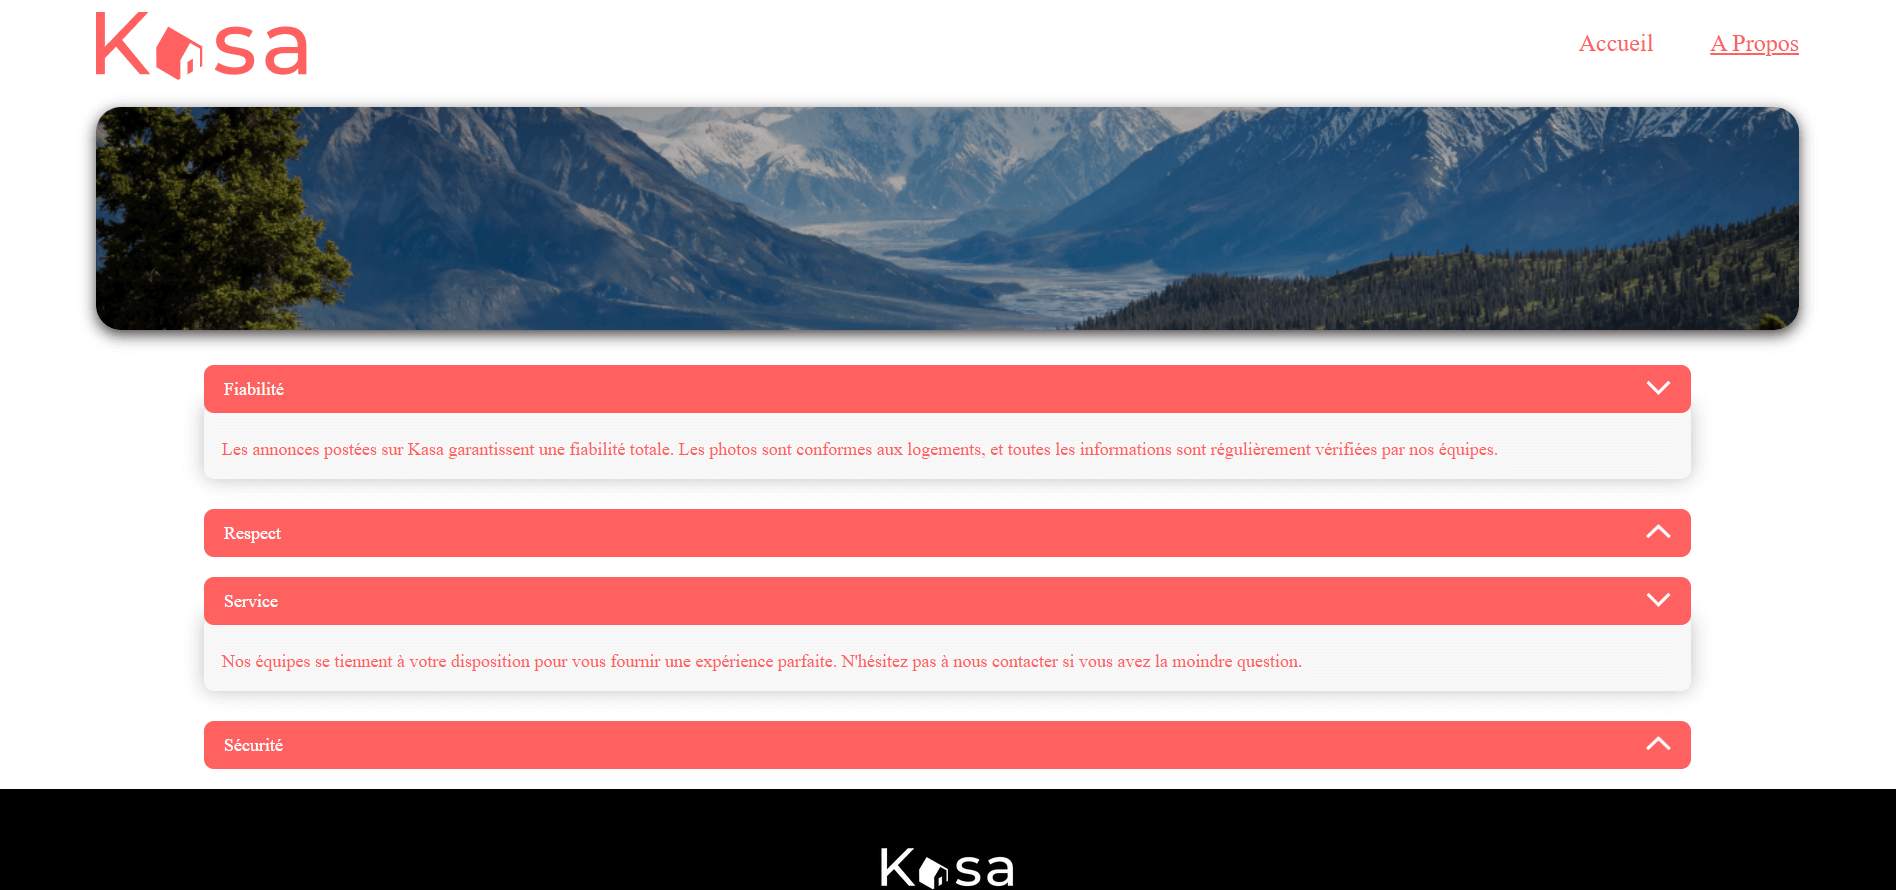 Kasa
Accueil A Propos
Fiabilité
Les annonces postées sur Kasa garantissent une fiabilité totale. Les photos sont conformes aux logements, et toutes les informations sont régulièrement vérifiées par nos équipes.
Respect
Service
Nos équipes se tiennent à votre disposition pour vous fournir une expérience parfaite. N'hésitez pas à nous contacter si vous avez la moindre question.
Sécurité
Kasa